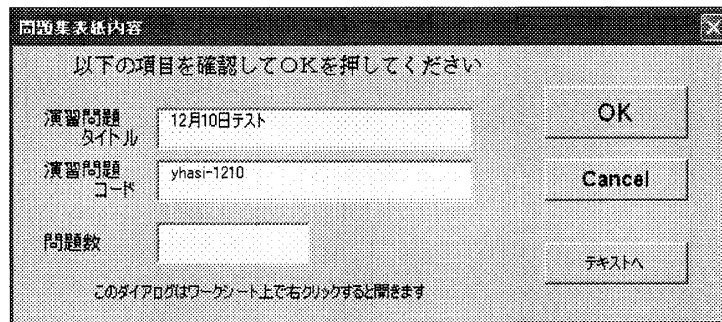 問題集表紙内容
以下の項目を確認してOKを押してください
演習問題
タイトル
12月10日テスト
OK
演習問題
コード
yhasi-1210
Cancel
問題数
テキストへ
このダイアログはワークシート上で右クリックすると開きます